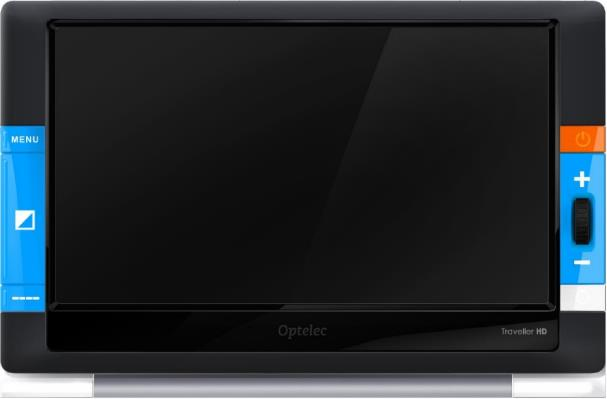 MENU
+
−
Optelec
Traveller HD